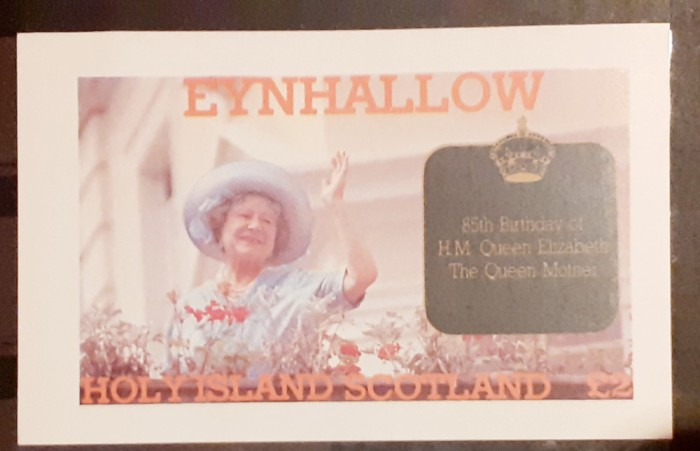 EYNHALLOW
85th Birthday of
H.M. Queen Elizabeth
The Queen Mother
HOLY ISLAND SCOTLAND £2